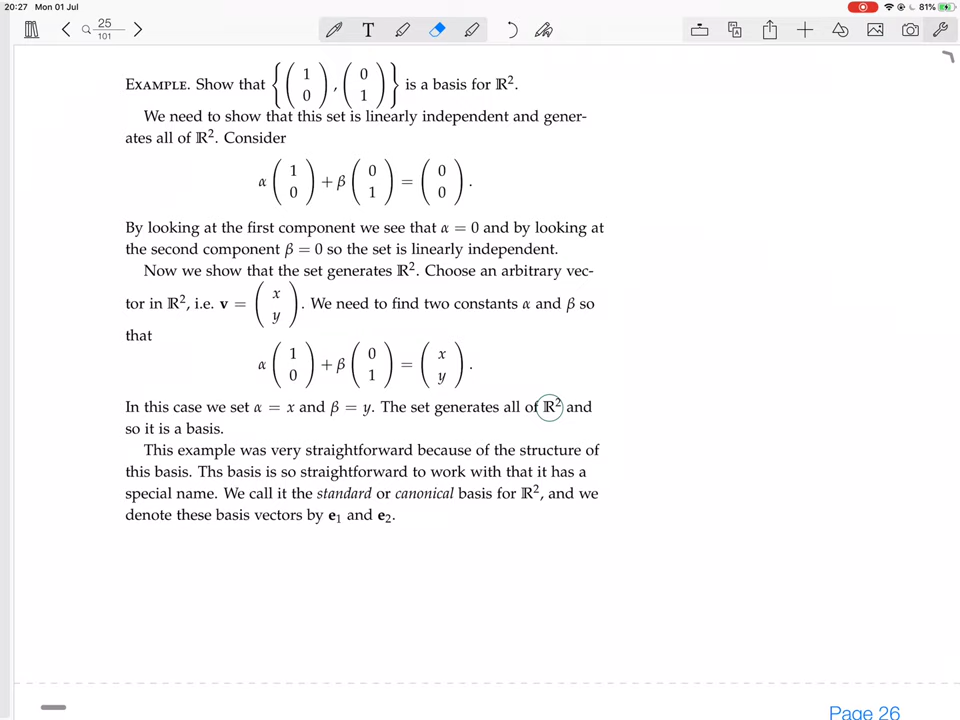 20:27 Mon 01 Jul
81%
25
101
T
EXAMPLE. Show that { ( 1 0 ) , ( 0 1 ) } is a basis for ℝ².
We need to show that this set is linearly independent and gener-
ates all of ℝ². Consider
α ( 1 0 ) + β ( 0 1 ) = ( 0 0 ) .
By looking at the first component we see that α = 0 and by looking at
the second component β = 0 so the set is linearly independent.
Now we show that the set generates ℝ². Choose an arbitrary vec-
tor in ℝ², i.e. v = ( x y ) . We need to find two constants α and β so
that
α ( 1 0 ) + β ( 0 1 ) = ( x y ) .
In this case we set α = x and β = y. The set generates all of ℝ² and
so it is a basis.
This example was very straightforward because of the structure of
this basis. Ths basis is so straightforward to work with that it has a
special name. We call it the standard or canonical basis for ℝ², and we
denote these basis vectors by e₁ and e₂.
Page 26